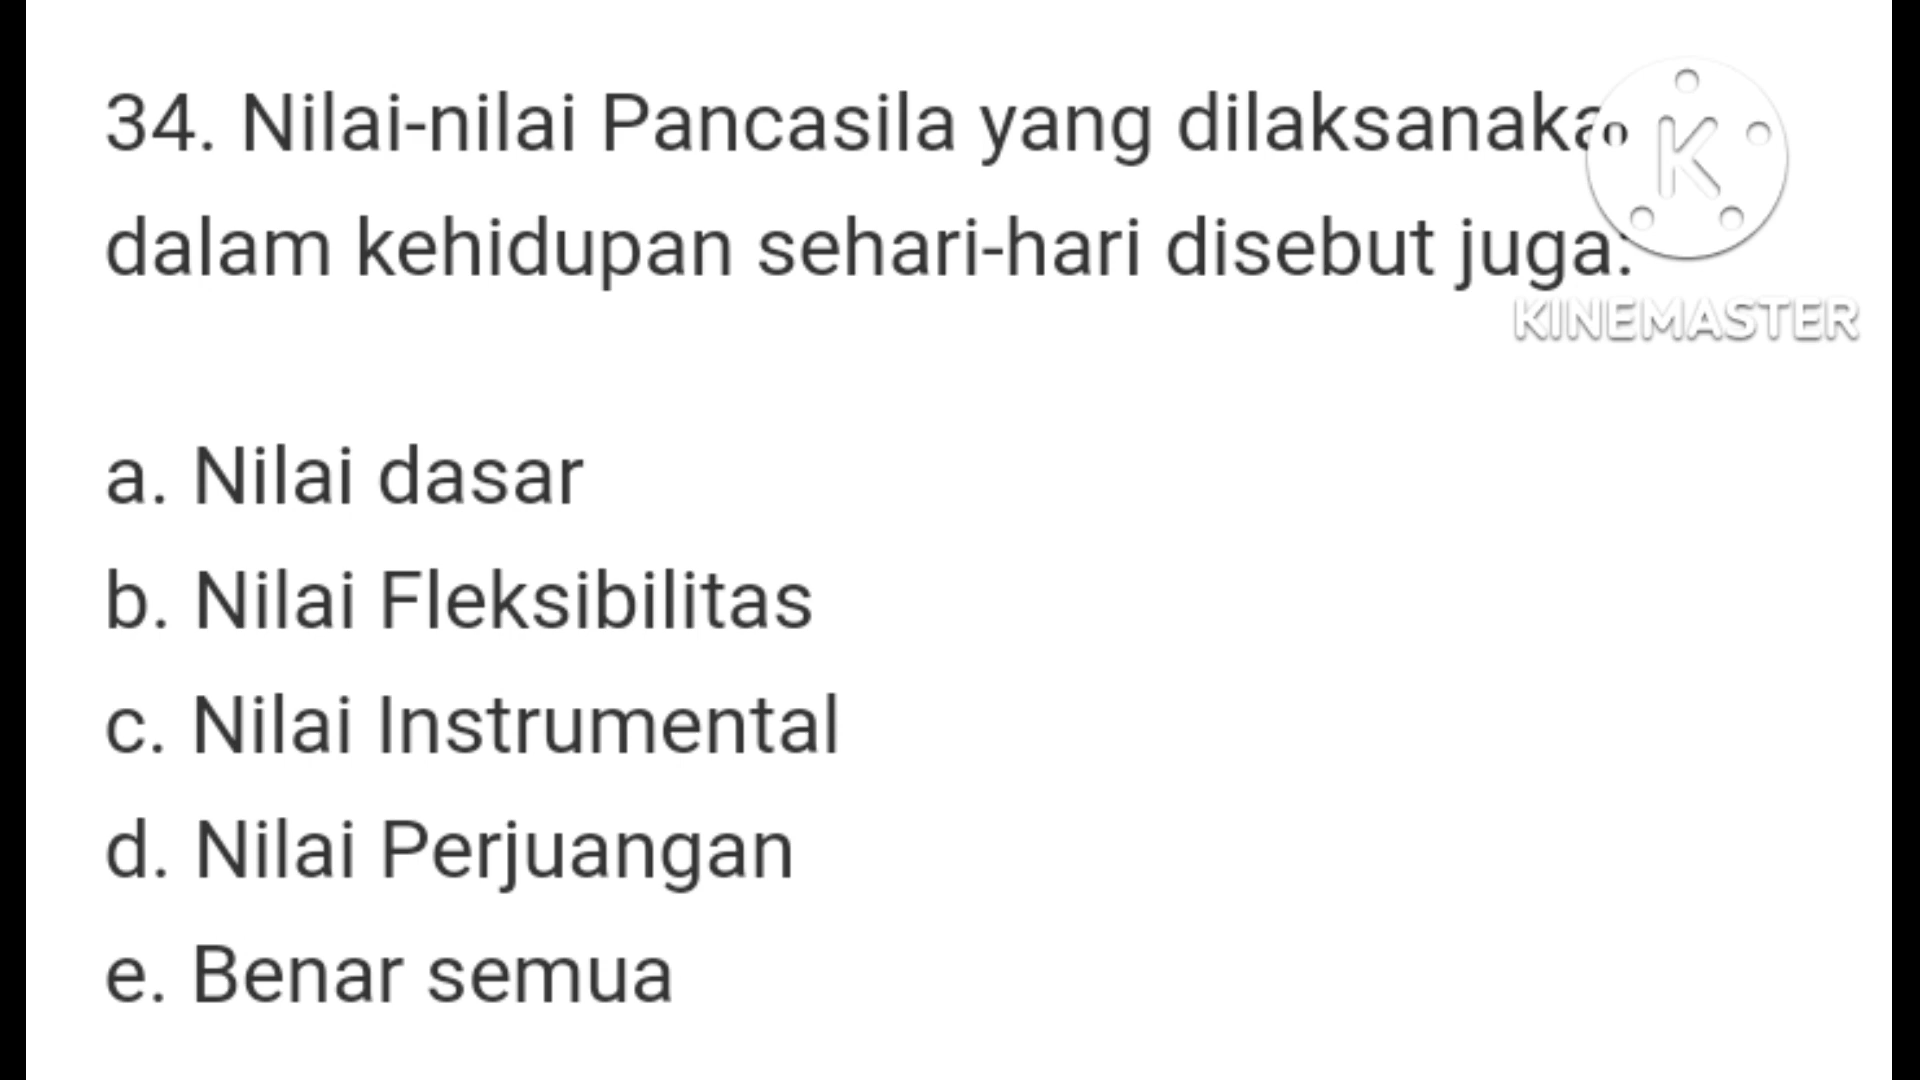 34. Nilai-nilai Pancasila yang
dalam kehidupan sehari-hari disebut juga:
K
KINEMASTER
a. Nilai dasar
b. Nilai Fleksibilitas
c. Nilai Instrumental
d. Nilai Perjuangan
e. Benar semua